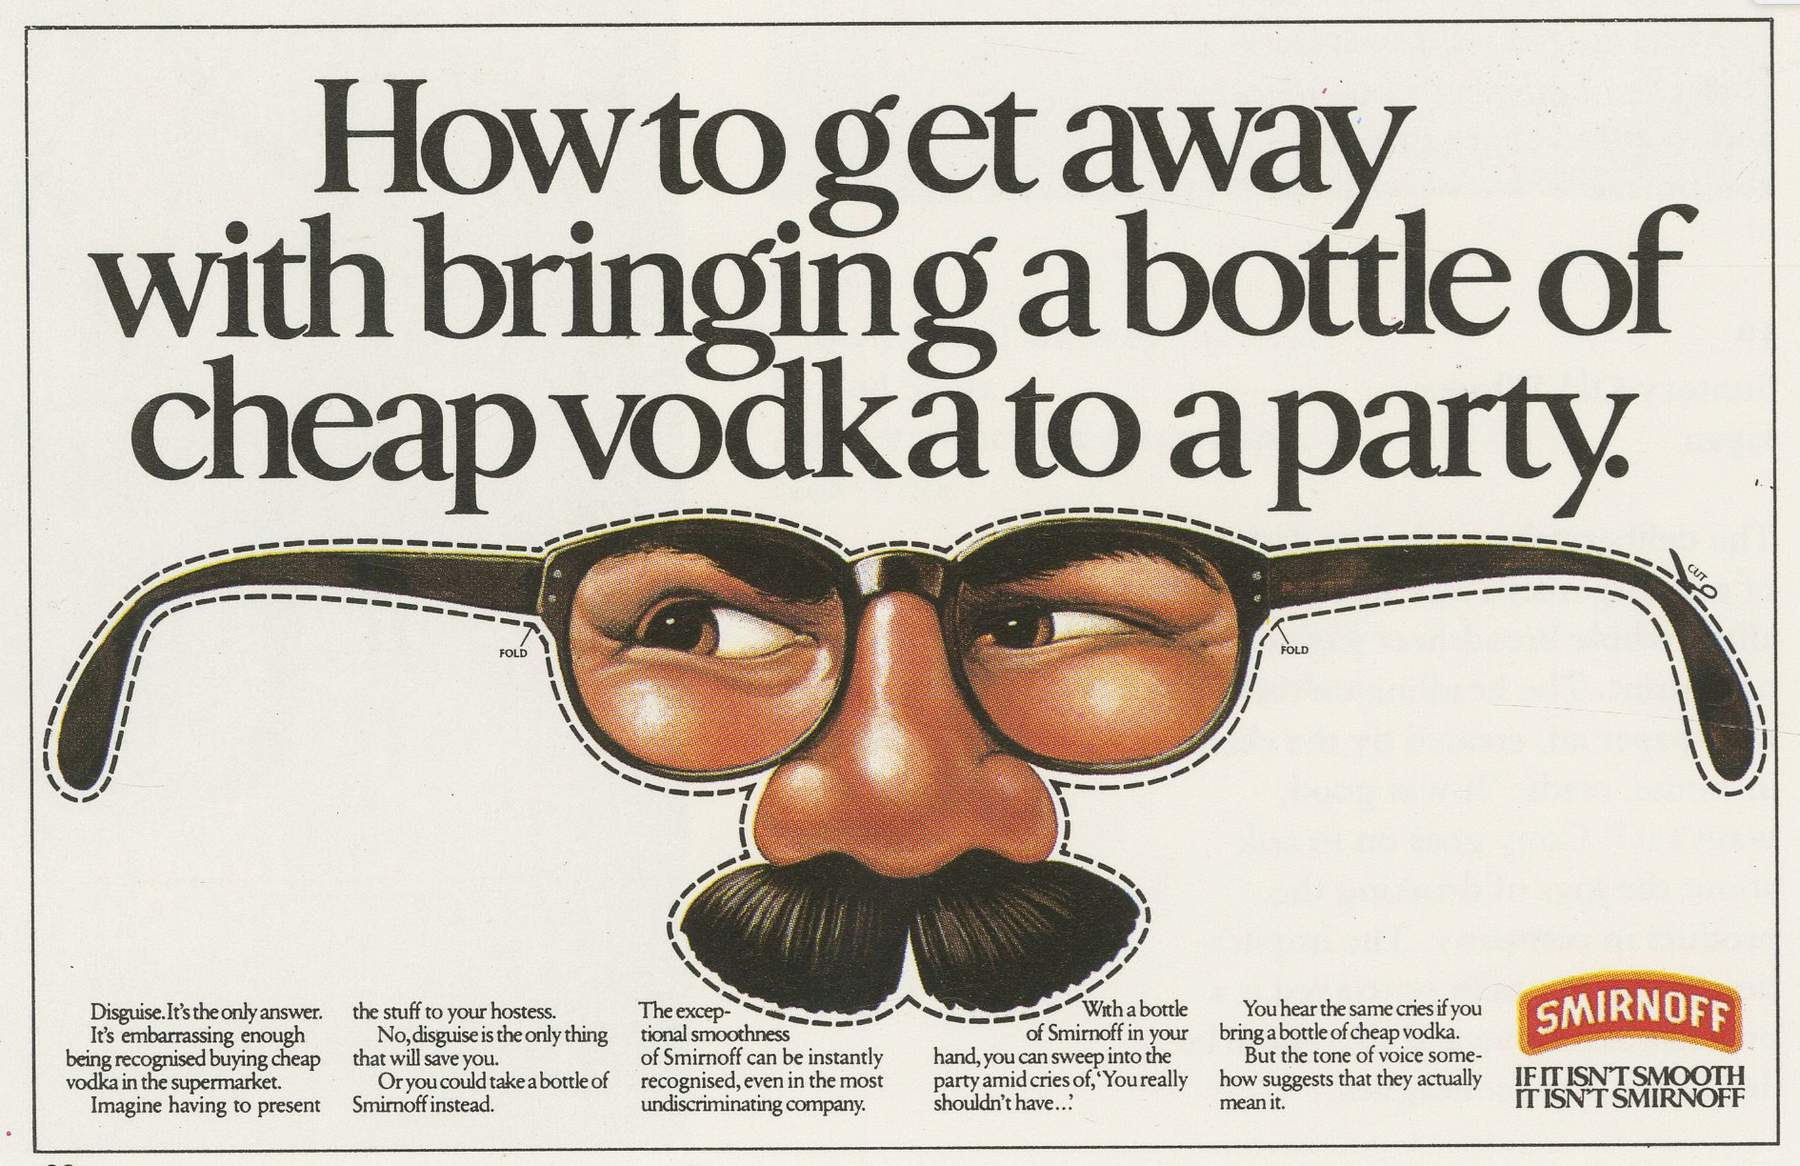 How to get away
with bringing a bottle of
cheap vodka to a party.
CUT
FOLD
FOLD
Disguise. It's the only answer.
It's embarrassing enough
being recognised buying cheap
vodka in the supermarket.
Imagine having to present
the stuff to your hostess.
No, disguise is the only thing
that will save you.
Or you could take a bottle of
Smirnoff instead.
The excep-
tional smoothness
of Smirnoff can be instantly
recognised, even in the most
undiscriminating company.
With a bottle
of Smirnoff in your
hand, you can sweep into the
party amid cries of, 'You really
shouldn't have...'
You hear the same cries if you
bring a bottle of cheap vodka.
But the tone of voice some-
how suggests that they actually
mean it.
SMIRNOFF
IF IT ISN'T SMOOTH
IT ISN'T SMIRNOFF